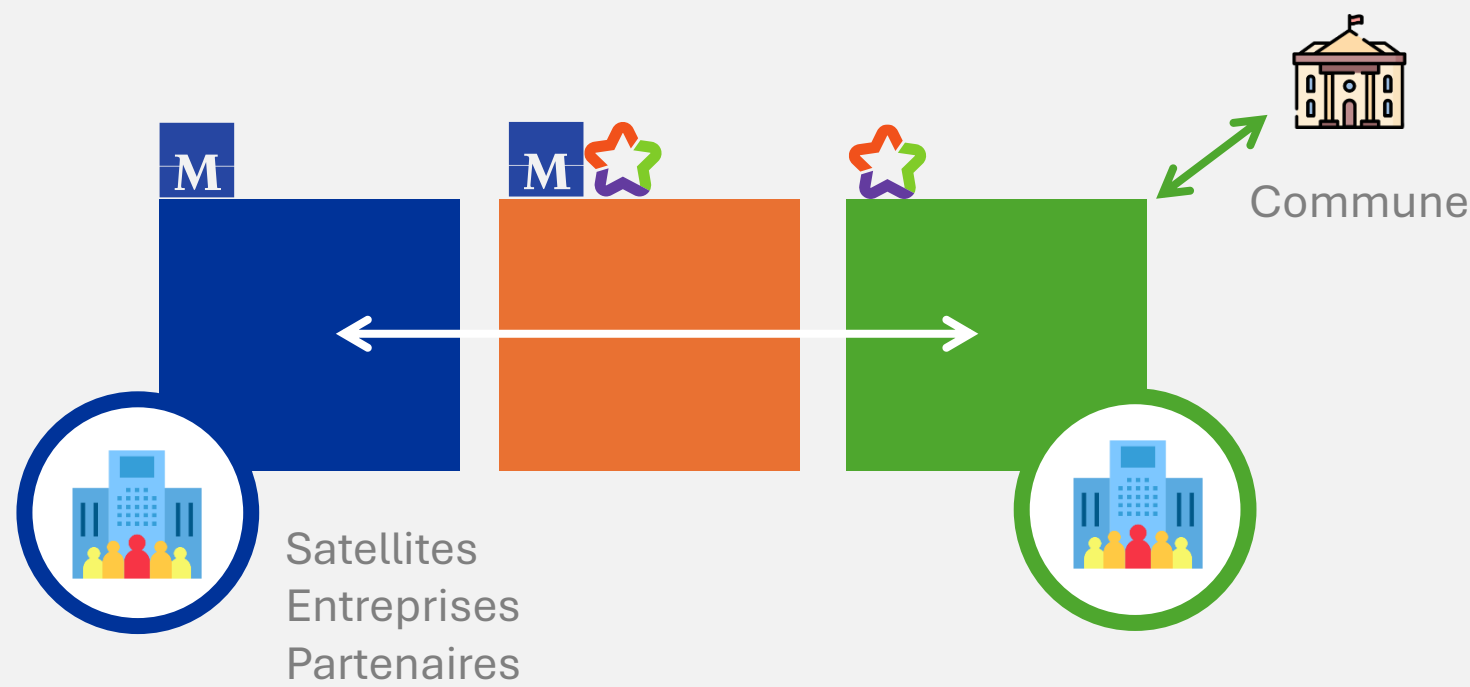 M
M
Commune
Satellites
Entreprises
Partenaires